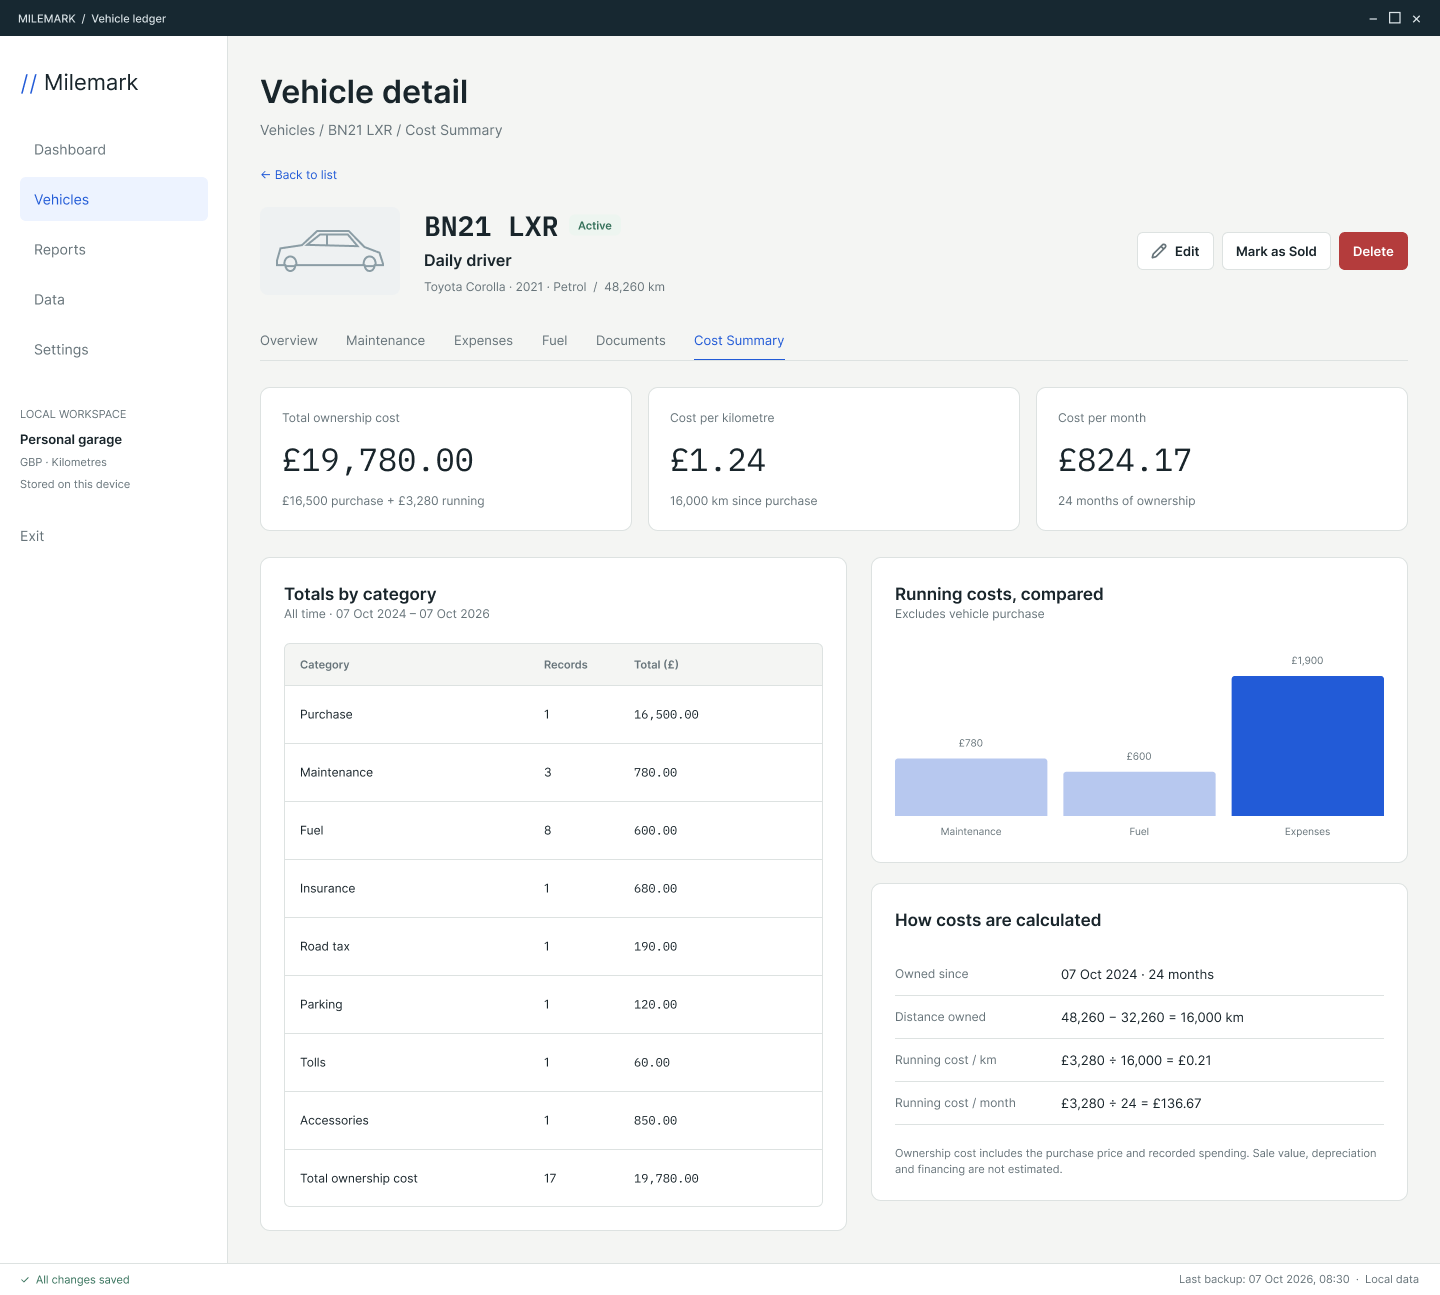 MILEMARK / Vehicle ledger
// Milemark
Dashboard
Vehicles
Reports
Data
Settings
LOCAL WORKSPACE
Personal garage
GBP · Kilometres
Stored on this device
Exit
Vehicle detail
Vehicles / BN21 LXR / Cost Summary
← Back to list
BN21 LXR Active
Daily driver
Toyota Corolla · 2021 · Petrol / 48,260 km
Edit Mark as Sold Delete
Overview Maintenance Expenses Fuel Documents Cost Summary
Total ownership cost
£19,780.00
£16,500 purchase + £3,280 running
Cost per kilometre
£1.24
16,000 km since purchase
Cost per month
£824.17
24 months of ownership
Totals by category
All time · 07 Oct 2024 – 07 Oct 2026
Category Records Total (£)
Purchase 1 16,500.00
Maintenance 3 780.00
Fuel 8 600.00
Insurance 1 680.00
Road tax 1 190.00
Parking 1 120.00
Tolls 1 60.00
Accessories 1 850.00
Total ownership cost 17 19,780.00
Running costs, compared
Excludes vehicle purchase
£780 £600 £1,900
Maintenance Fuel Expenses
How costs are calculated
Owned since 07 Oct 2024 · 24 months
Distance owned 48,260 − 32,260 = 16,000 km
Running cost / km £3,280 ÷ 16,000 = £0.21
Running cost / month £3,280 ÷ 24 = £136.67
Ownership cost includes the purchase price and recorded spending. Sale value, depreciation
and financing are not estimated.
✓ All changes saved
Last backup: 07 Oct 2026, 08:30 · Local data